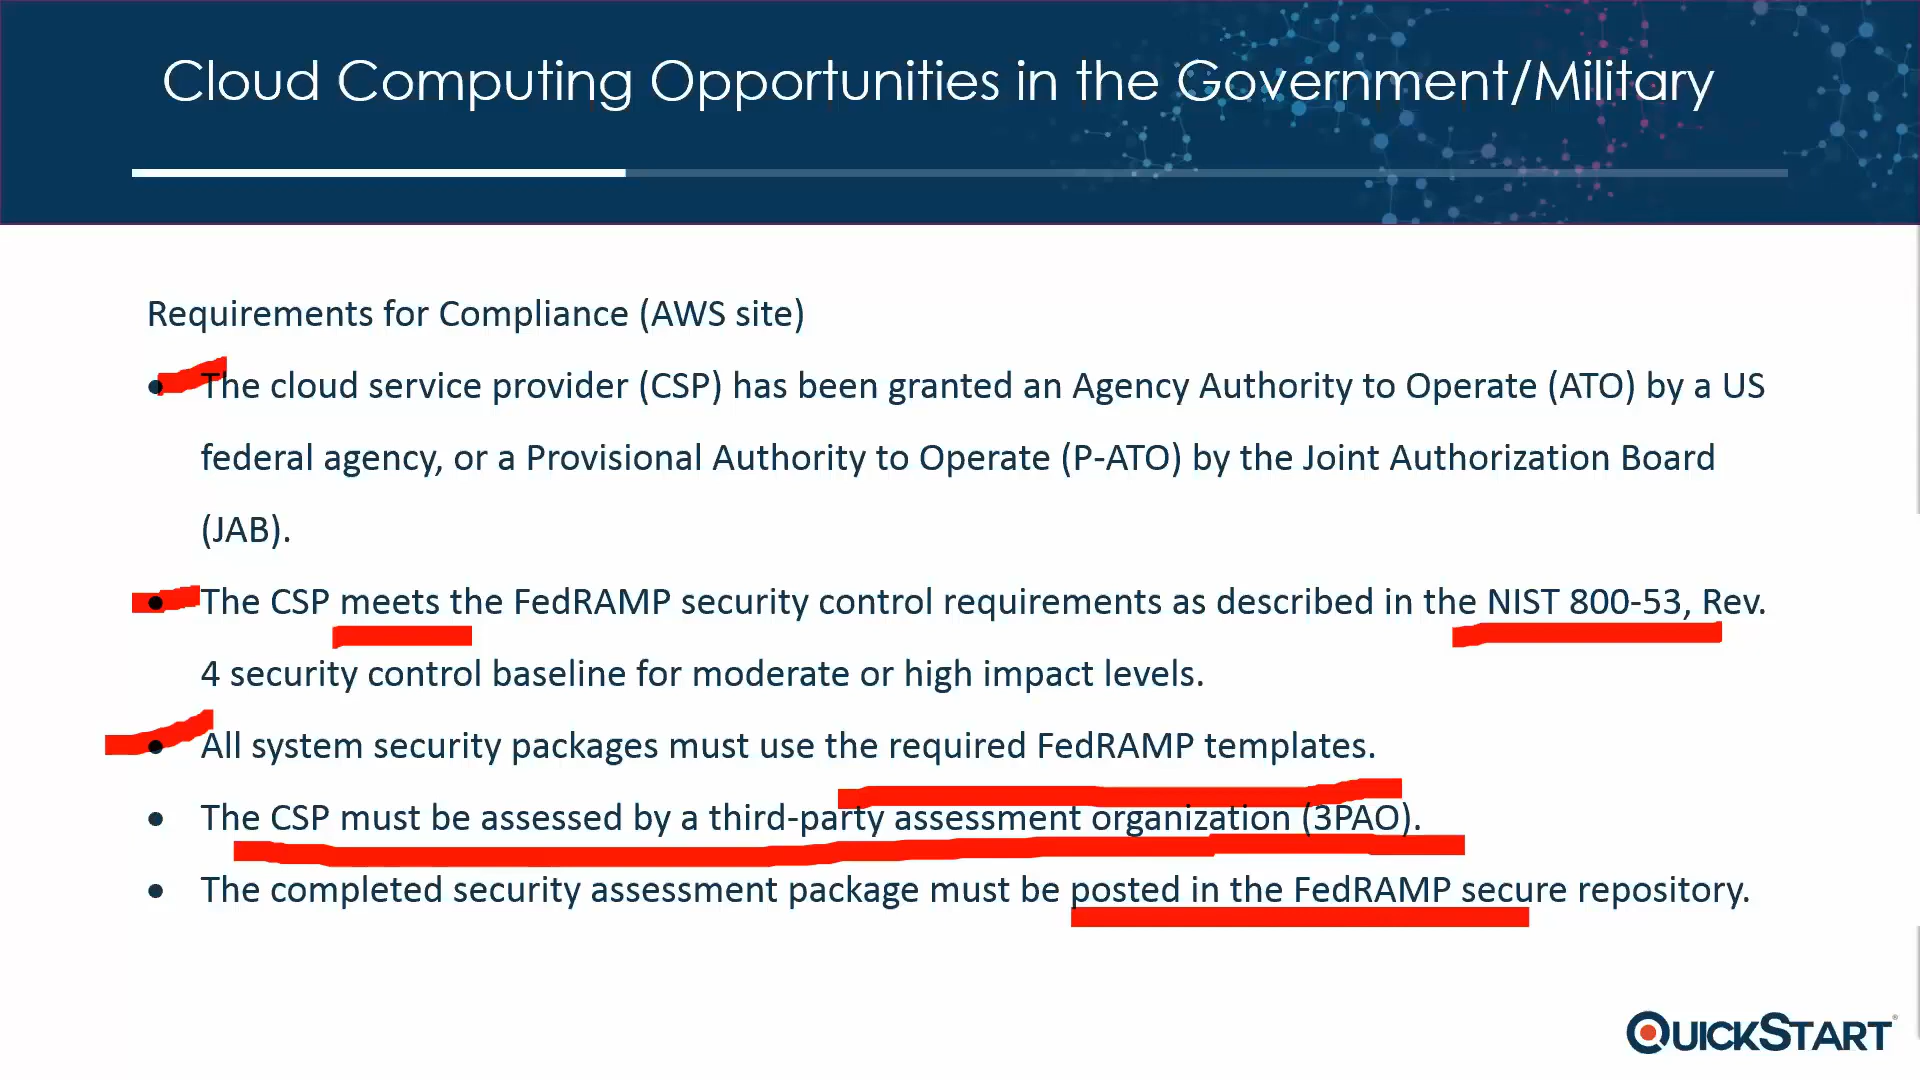 Cloud Computing Opportunities in the Government/Military
Requirements for Compliance (AWS site)
• The cloud service provider (CSP) has been granted an Agency Authority to Operate (ATO) by a US
federal agency, or a Provisional Authority to Operate (P-ATO) by the Joint Authorization Board
(JAB).
• The CSP meets the FedRAMP security control requirements as described in the NIST 800-53, Rev.
4 security control baseline for moderate or high impact levels.
• All system security packages must use the required FedRAMP templates.
• The CSP must be assessed by a third-party assessment organization (3PAO).
• The completed security assessment package must be posted in the FedRAMP secure repository.
QUICKSTART®